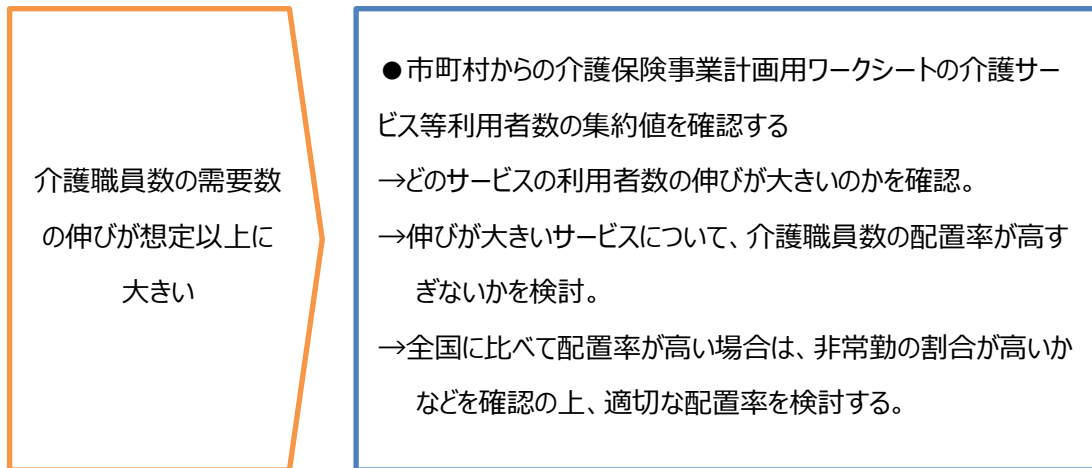 介護職員数の需要数
の伸びが想定以上に
大きい
●市町村からの介護保険事業計画用ワークシートの介護サー
ビス等利用者数の集約値を確認する
→どのサービスの利用者数の伸びが大きいのかを確認。
→伸びが大きいサービスについて、介護職員数の配置率が高す
ぎないかを検討。
→全国に比べて配置率が高い場合は、非常勤の割合が高いか
などを確認の上、適切な配置率を検討する。